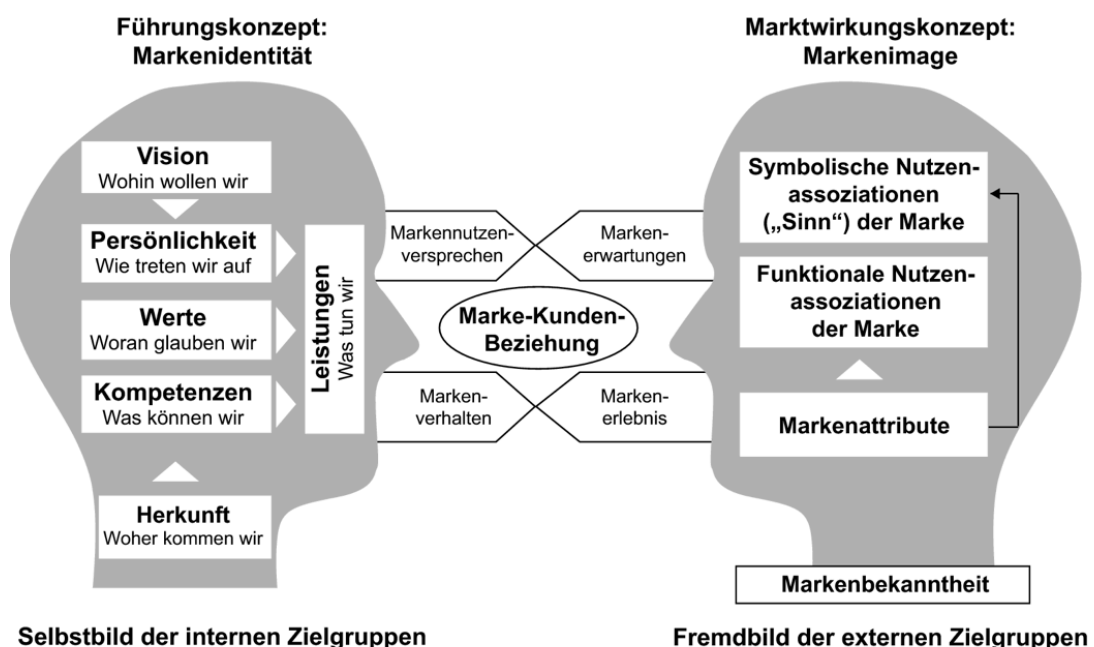 Führungskonzept:
Markenidentität
Vision
Wohin wollen wir
Persönlichkeit
Wie treten wir auf
Werte
Woran glauben wir
Kompetenzen
Was können wir
Herkunft
Woher kommen wir
Leistungen
Was tun wir
Selbstbild der internen Zielgruppen
Markennutzen-
versprechen
Marken-
erwartungen
Marke-Kunden-
Beziehung
Marken-
verhalten
Marken-
erlebnis
Marktwirkungskonzept:
Markenimage
Symbolische Nutzen-
assoziationen
(„Sinn“) der Marke
Funktionale Nutzen-
assoziationen
der Marke
Markenattribute
Markenbekanntheit
Fremdbild der externen Zielgruppen